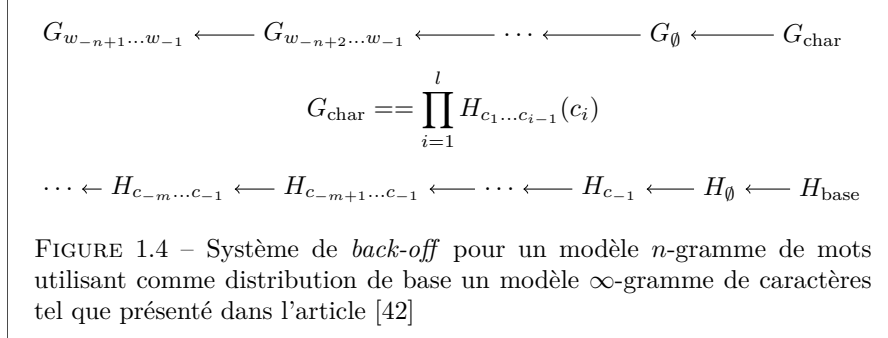 G_{w_{-n+1}...w_{-1}} ← G_{w_{-n+2}...w_{-1}} ← ··· ← G_∅ ← G_char
G_char == ∏_{i=1}^{l} H_{c_1...c_{i-1}}(c_i)
··· ← H_{c_{-m}...c_{-1}} ← H_{c_{-m+1}...c_{-1}} ← ··· ← H_{c_{-1}} ← H_∅ ← H_base
FIGURE 1.4 – Système de back-off pour un modèle n-gramme de mots
utilisant comme distribution de base un modèle ∞-gramme de caractères
tel que présenté dans l'article [42]